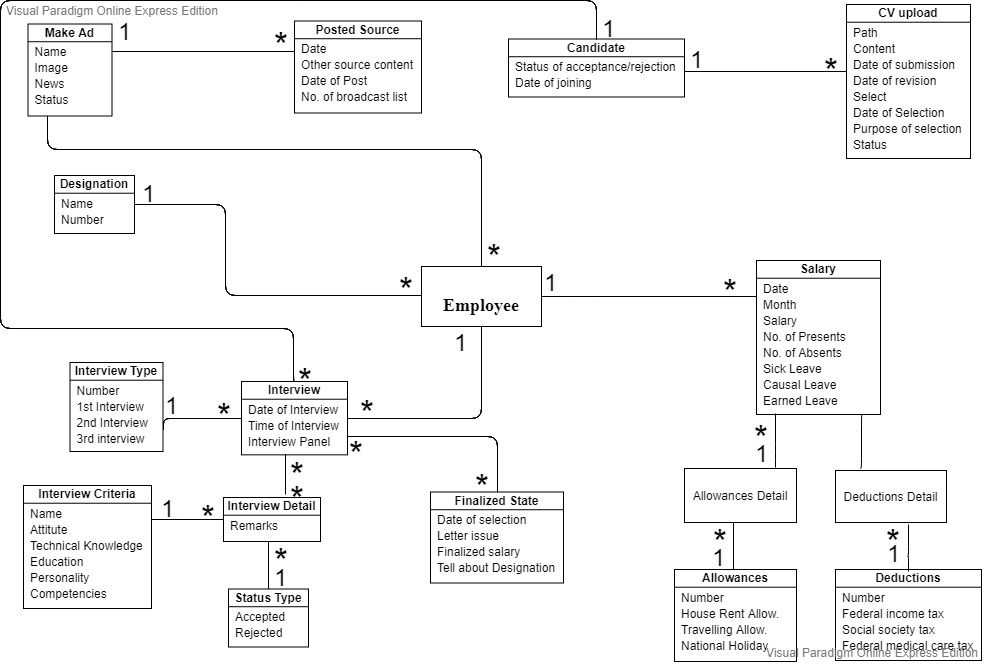 Visual Paradigm Online Express Edition
Make Ad
Name
Image
News
Status
1
*
Posted Source
Date
Other source content
Date of Post
No. of broadcast list
1
Candidate
Status of acceptance/rejection
Date of joining
1
*
CV upload
Path
Content
Date of submission
Date of revision
Select
Date of Selection
Purpose of selection
Status
Designation
Name
Number
1
*
*
Employee
1
1
*
Salary
Date
Month
Salary
No. of Presents
No. of Absents
Sick Leave
Causal Leave
Earned Leave
Interview Type
Number
1st Interview
2nd Interview
3rd interview
1
*
*
Interview
Date of Interview
Time of Interview
Interview Panel
*
*
*
Finalized State
Date of selection
Letter issue
Finalized salary
Tell about Designation
*
*
Interview Criteria
Name
Attitute
Technical Knowledge
Education
Personality
Competencies
1
*
Interview Detail
Remarks
*
1
Status Type
Accepted
Rejected
*
1
Allowances Detail
*
1
Allowances
Number
House Rent Allow.
Travelling Allow.
National Holiday
Deductions Detail
*
1
Deductions
Number
Federal income tax
Social society tax
Federal medical care tax
Visual Paradigm Online Express Edition